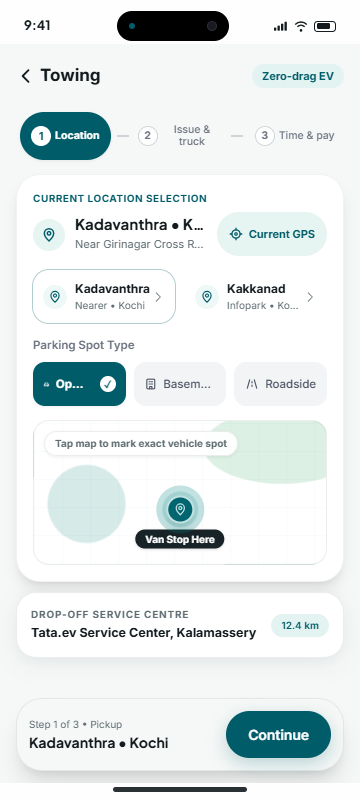 9:41
Towing
Zero-drag EV
1 Location
2 Issue &
truck
3 Time & pay
CURRENT LOCATION SELECTION
Kadavanthra • K...
Near Girinagar Cross R...
Current GPS
Kadavanthra
Nearer • Kochi
Kakkanad
Infopark • Ko...
Parking Spot Type
Op...
Basem...
Roadside
Tap map to mark exact vehicle spot
Van Stop Here
DROP-OFF SERVICE CENTRE
Tata.ev Service Center, Kalamassery
12.4 km
Step 1 of 3 • Pickup
Kadavanthra • Kochi
Continue